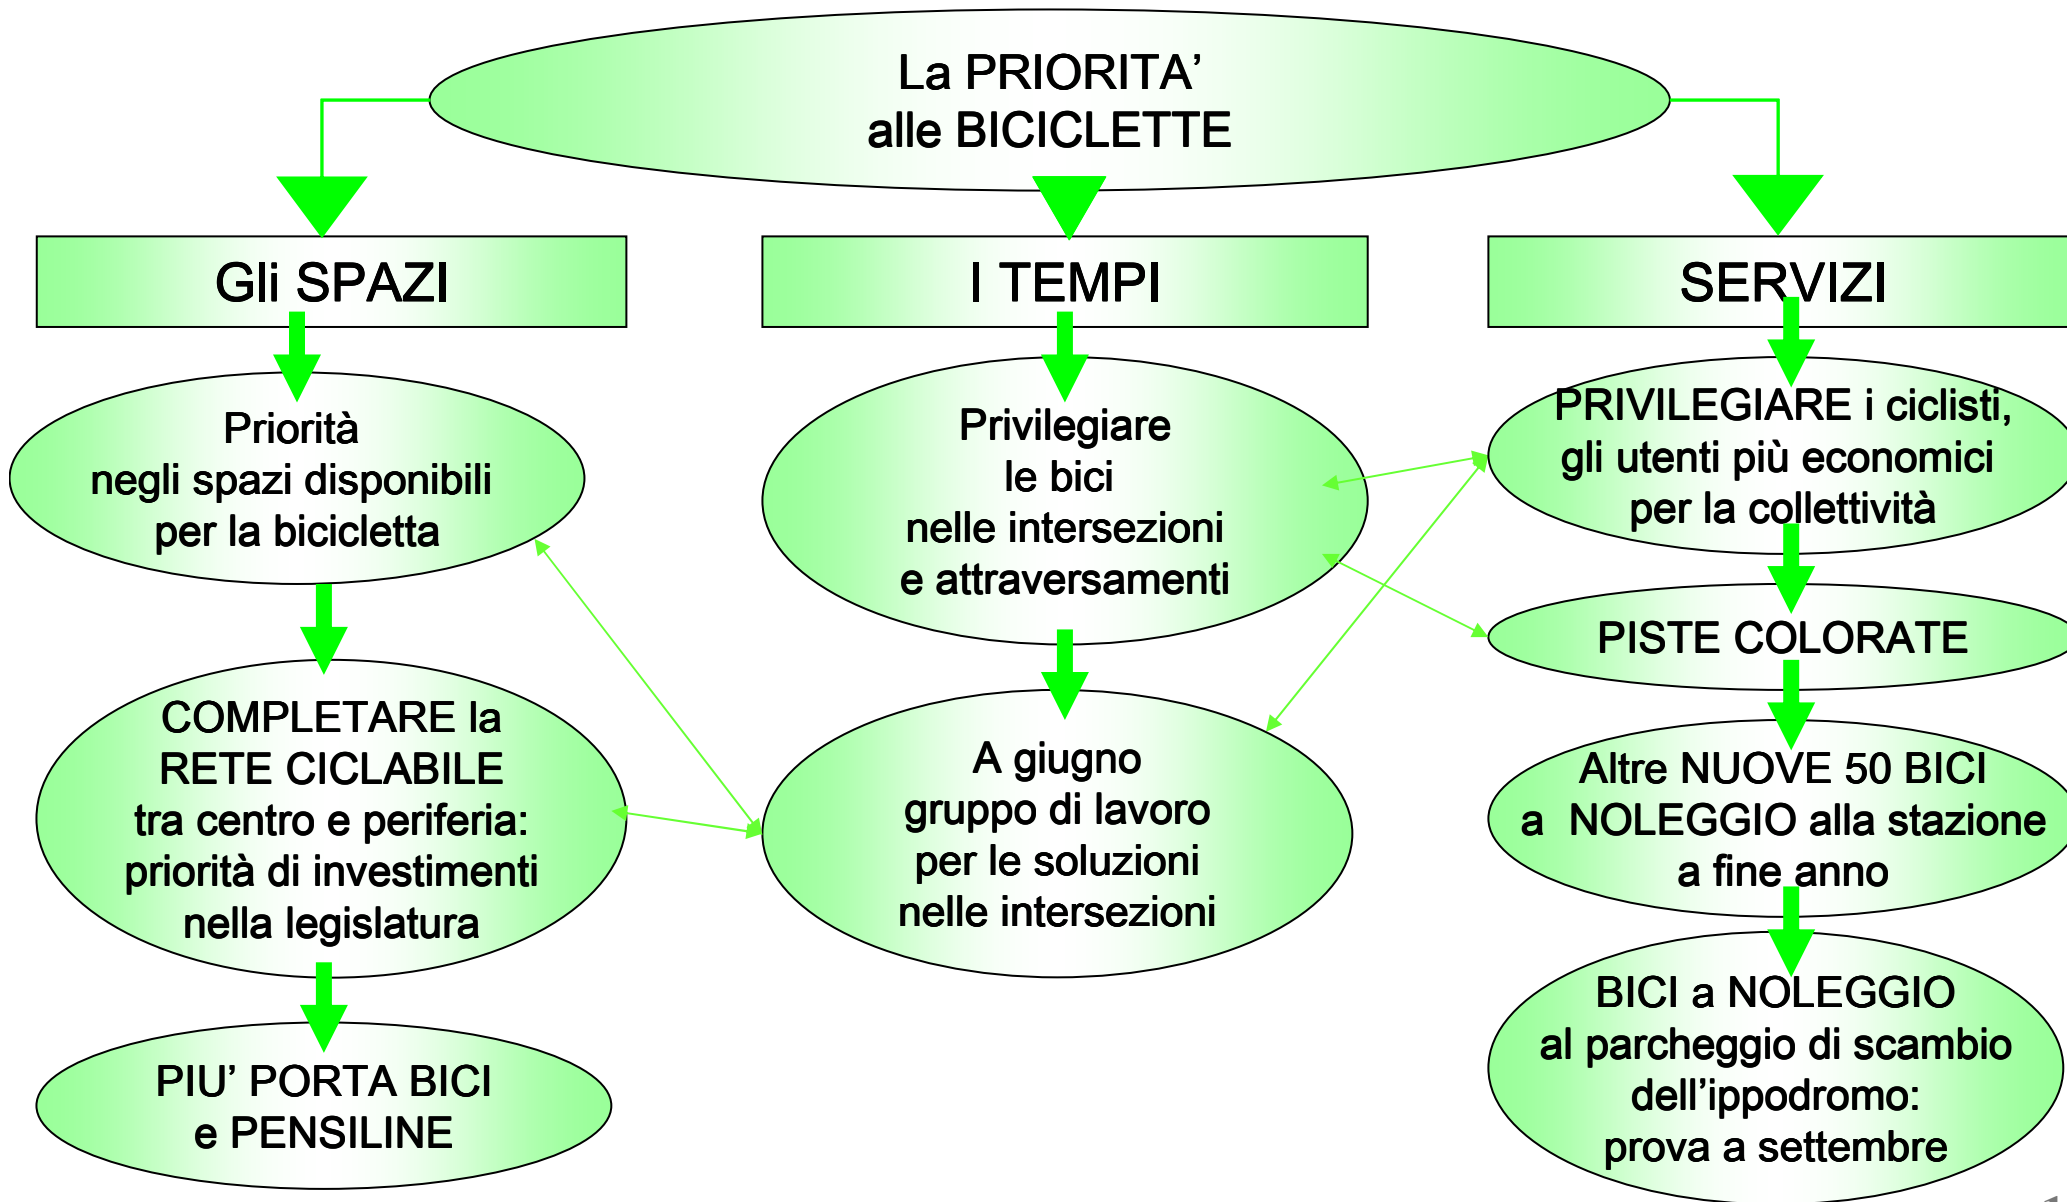 La PRIORITA’
alle BICICLETTE
Gli SPAZI
Priorità
negli spazi disponibili
per la bicicletta
COMPLETARE la
RETE CICLABILE
tra centro e periferia:
priorità di investimenti
nella legislatura
PIU’ PORTA BICI
e PENSILINE
I TEMPI
Privilegiare
le bici
nelle intersezioni
e attraversamenti
A giugno
gruppo di lavoro
per le soluzioni
nelle intersezioni
SERVIZI
PRIVILEGIARE i ciclisti,
gli utenti più economici
per la collettività
PISTE COLORATE
Altre NUOVE 50 BICI
a NOLEGGIO alla stazione
a fine anno
BICI a NOLEGGIO
al parcheggio di scambio
dell’ippodromo:
prova a settembre